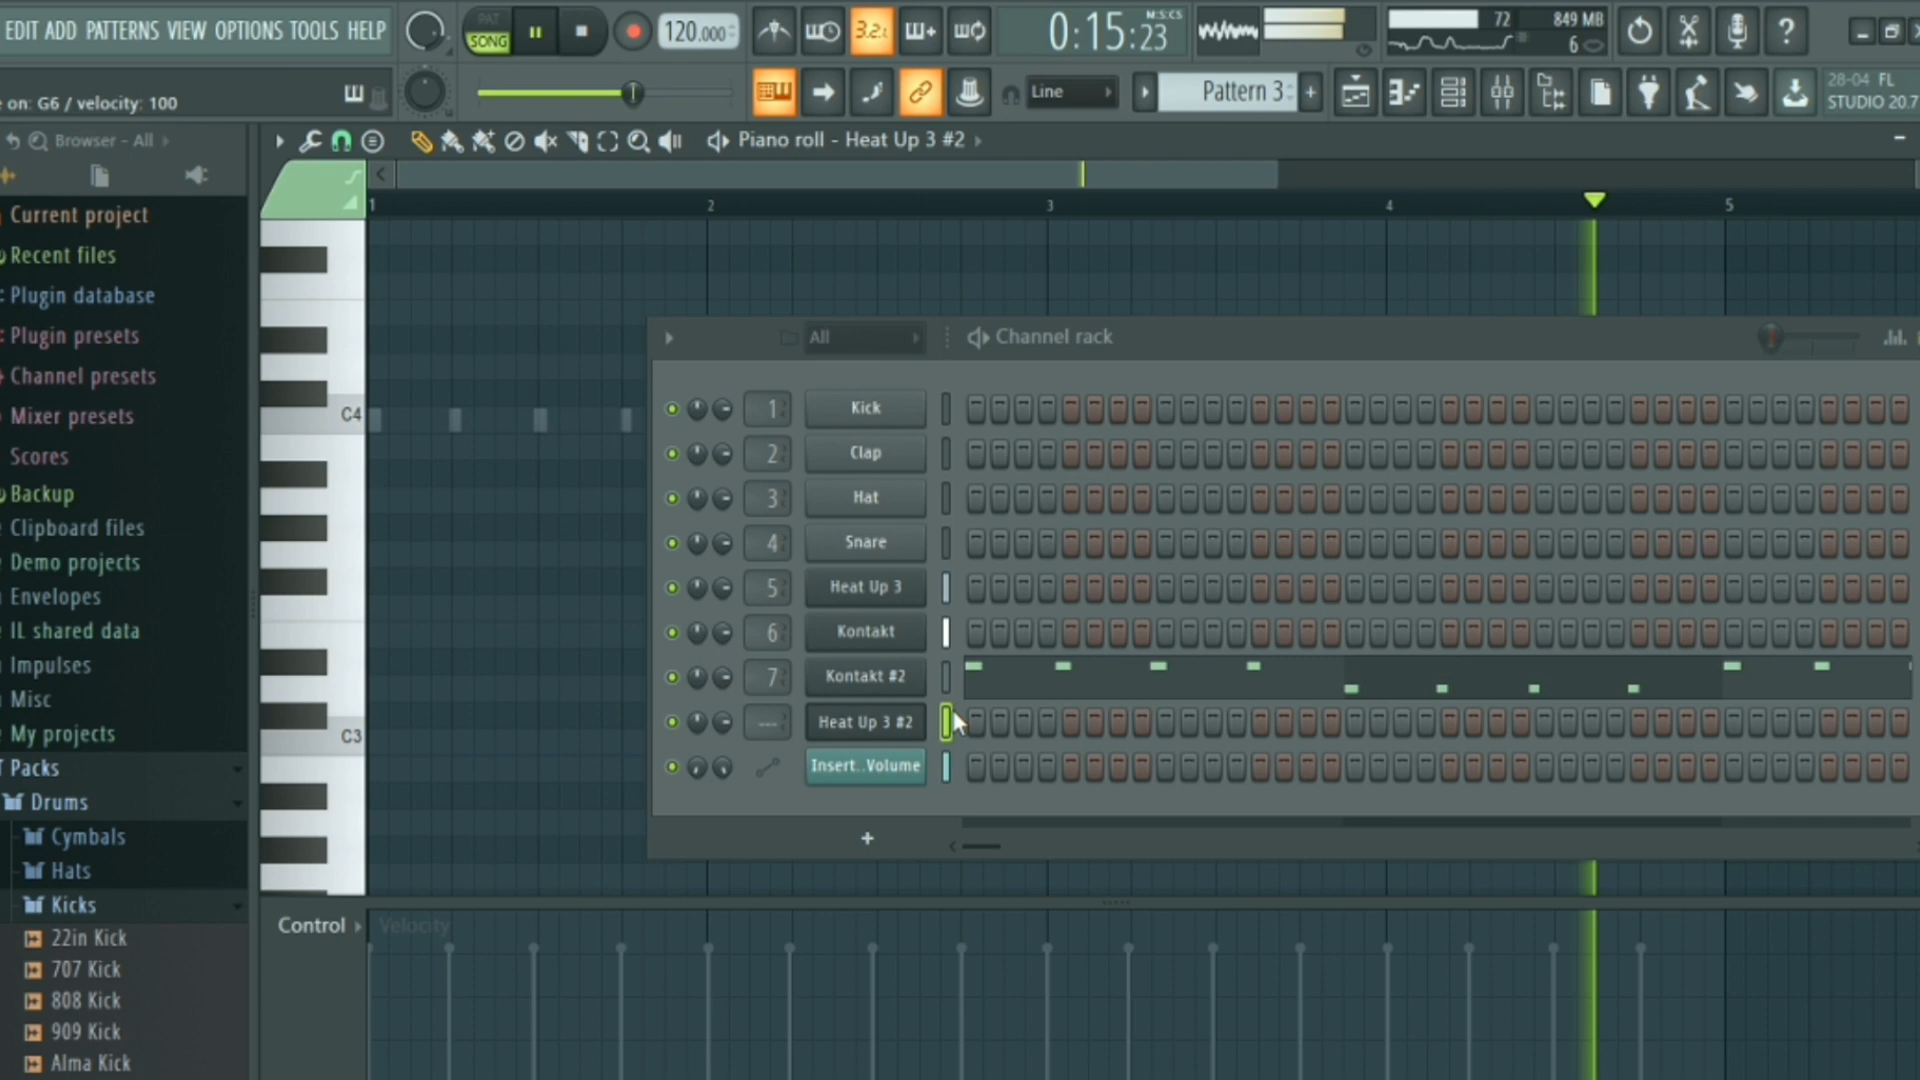 EDIT ADD PATTERNS VIEW OPTIONS TOOLS HELP
PAT
SONG
120.000
3.2.
0:15:23
M:S:CS
72
849 MB
6
e on: G6 / velocity: 100
Line
Pattern 3
+
28-04 FL
STUDIO 20.7
Browser - All
Piano roll - Heat Up 3 #2
1 2 3 4 5
Current project
Recent files
Plugin database
Plugin presets
Channel presets
Mixer presets
Scores
Backup
Clipboard files
Demo projects
Envelopes
IL shared data
Impulses
Misc
My projects
Packs
Drums
Cymbals
Hats
Kicks
22in Kick
707 Kick
808 Kick
909 Kick
Alma Kick
C4
C3
All
Channel rack
1 Kick
2 Clap
3 Hat
4 Snare
5 Heat Up 3
6 Kontakt
7 Kontakt #2
--- Heat Up 3 #2
Insert..Volume
+
Control
Velocity